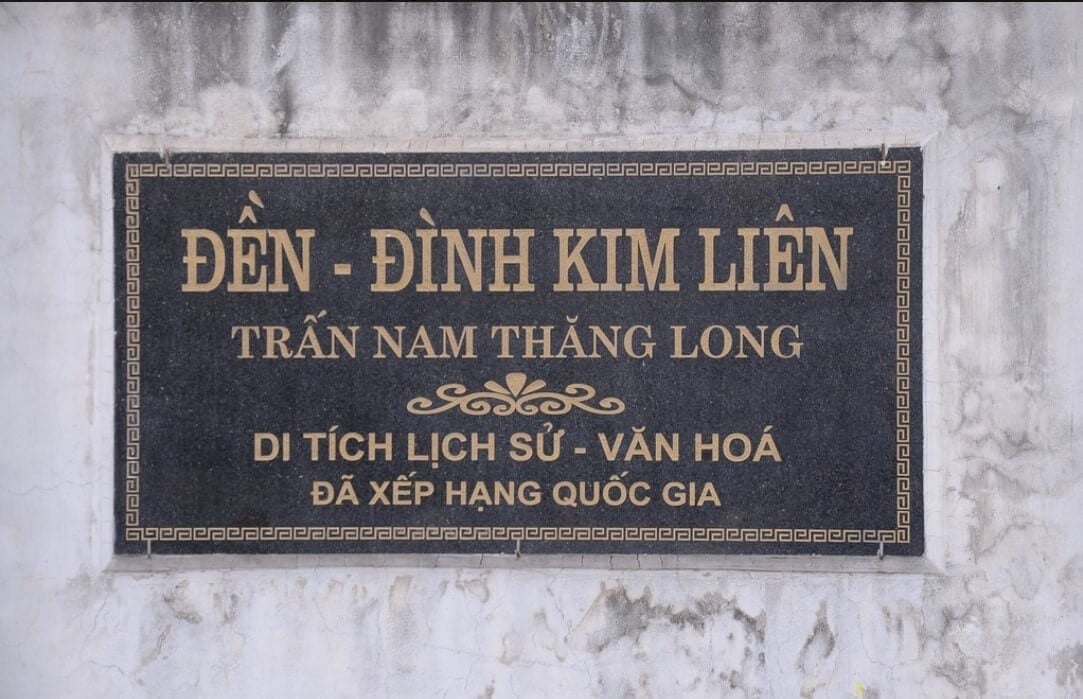 ĐỀN - ĐÌNH KIM LIÊN
TRẤN NAM THĂNG LONG
DI TÍCH LỊCH SỬ - VĂN HOÁ
ĐÃ XẾP HẠNG QUỐC GIA